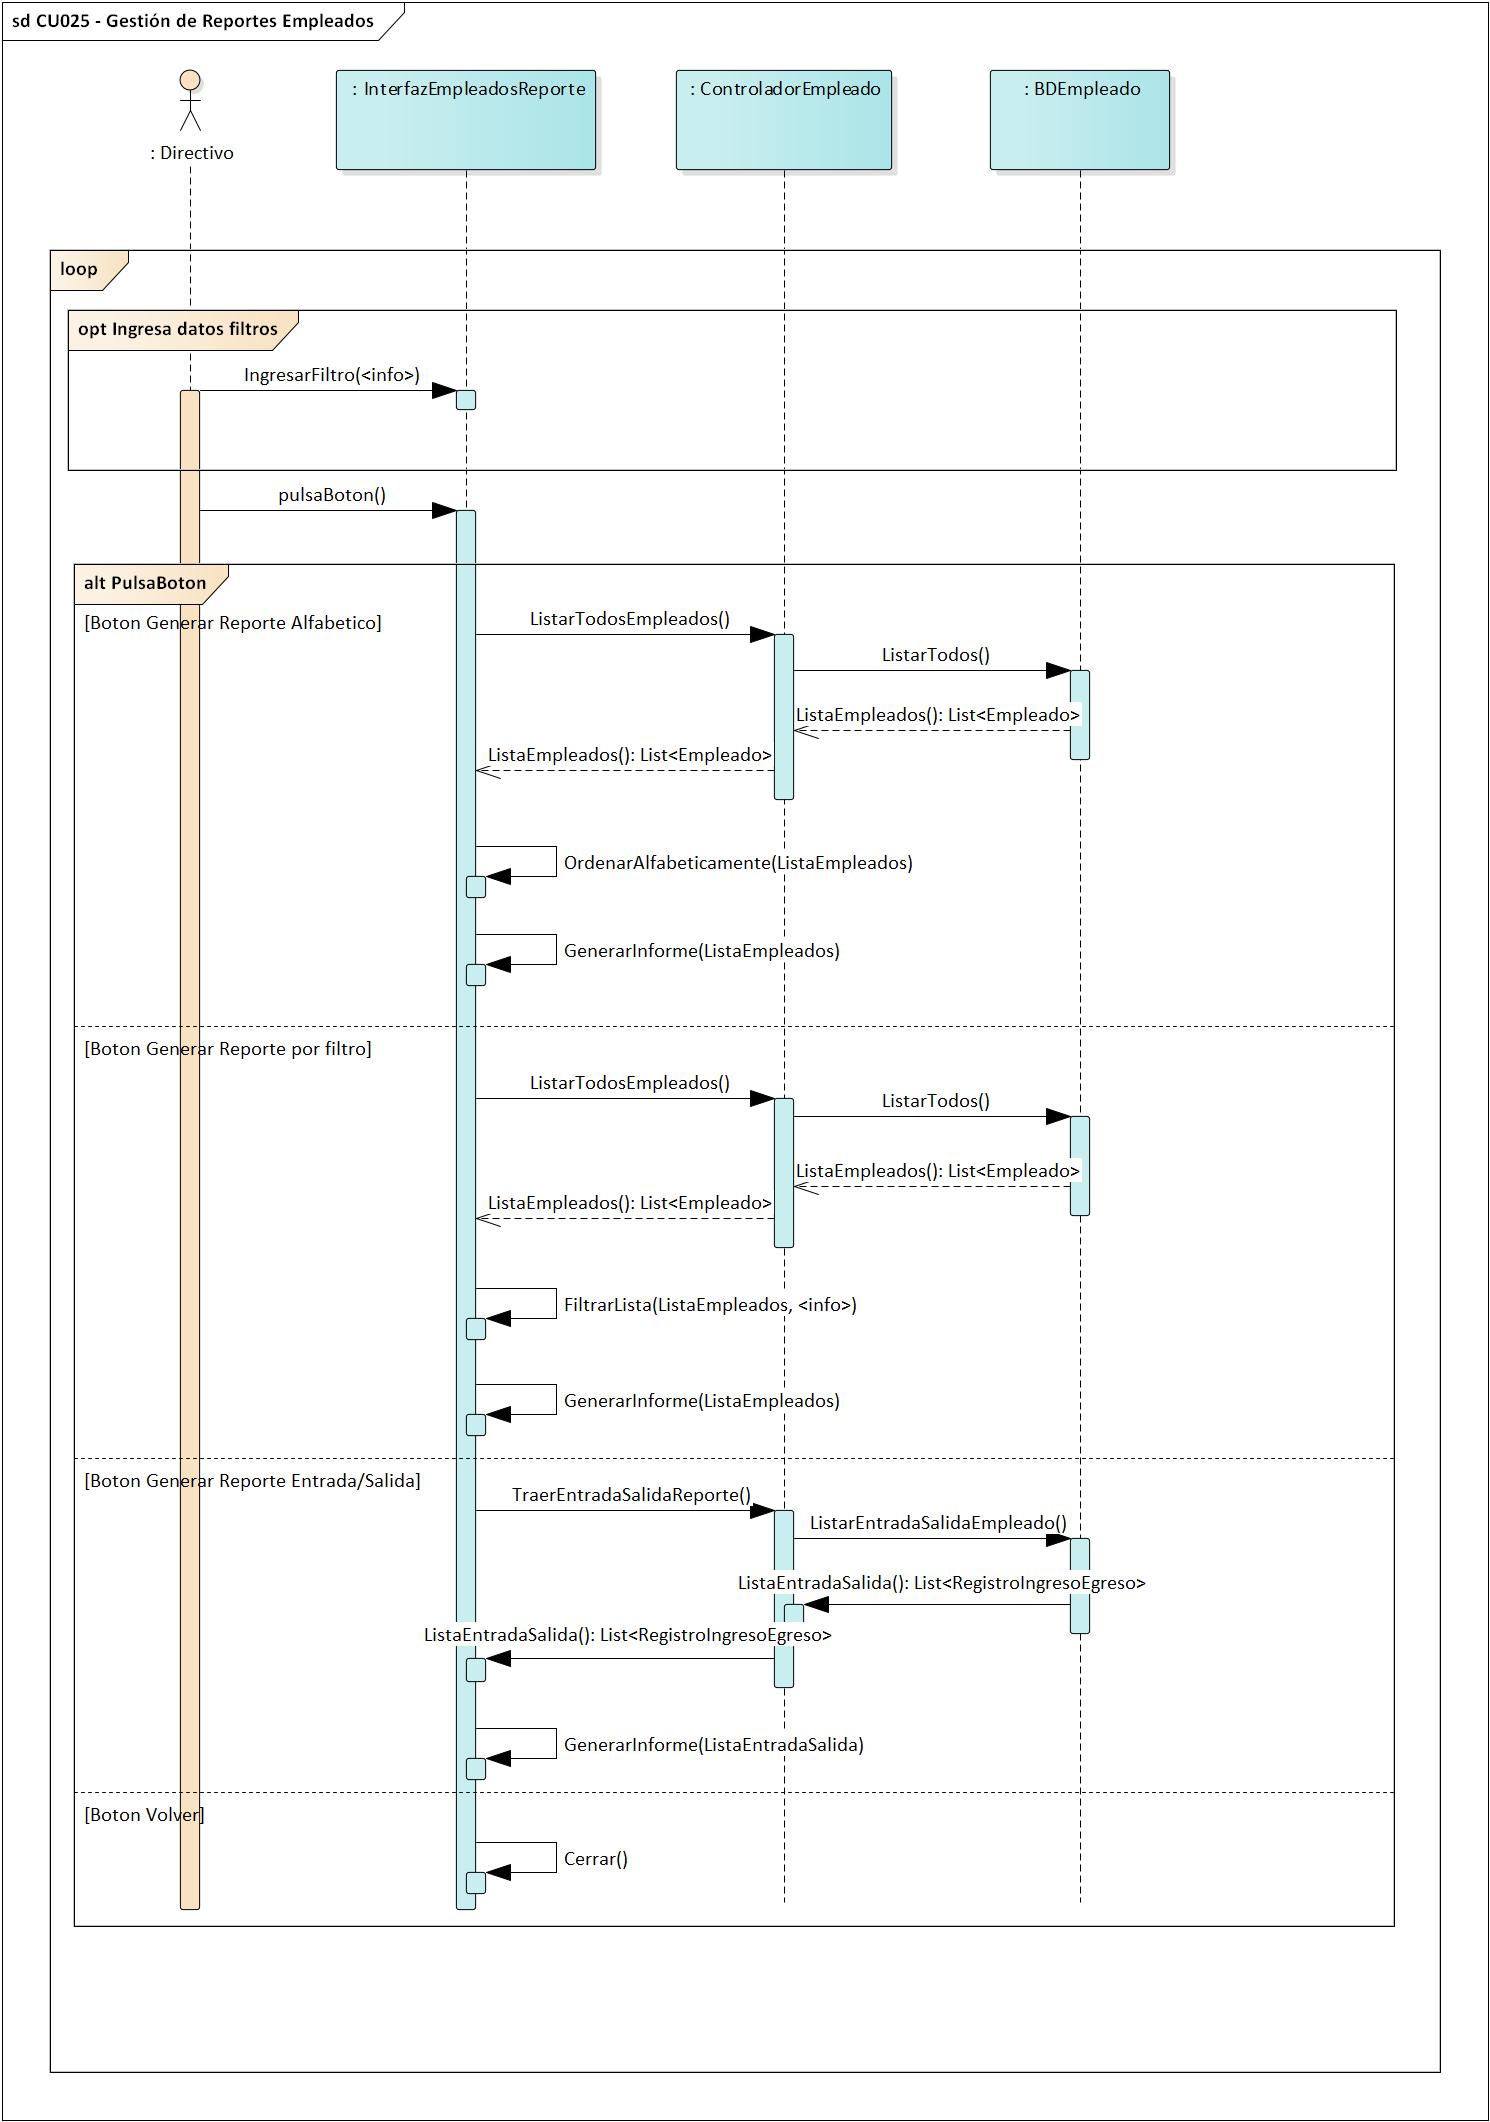 sd CU025 - Gestión de Reportes Empleados
: Directivo
: InterfazEmpleadosReporte
: ControladorEmpleado
: BDEmpleado
loop
opt Ingresa datos filtros
IngresarFiltro(<info>)
pulsaBoton()
alt PulsaBoton
[Boton Generar Reporte Alfabetico]
ListarTodosEmpleados()
ListarTodos()
ListaEmpleados(): List<Empleado>
ListaEmpleados(): List<Empleado>
OrdenarAlfabeticamente(ListaEmpleados)
GenerarInforme(ListaEmpleados)
[Boton Generar Reporte por filtro]
ListarTodosEmpleados()
ListarTodos()
ListaEmpleados(): List<Empleado>
ListaEmpleados(): List<Empleado>
FiltrarLista(ListaEmpleados, <info>)
GenerarInforme(ListaEmpleados)
[Boton Generar Reporte Entrada/Salida]
TraerEntradaSalidaReporte()
ListarEntradaSalidaEmpleado()
ListaEntradaSalida(): List<RegistroIngresoEgreso>
ListaEntradaSalida(): List<RegistroIngresoEgreso>
GenerarInforme(ListaEntradaSalida)
[Boton Volver]
Cerrar()